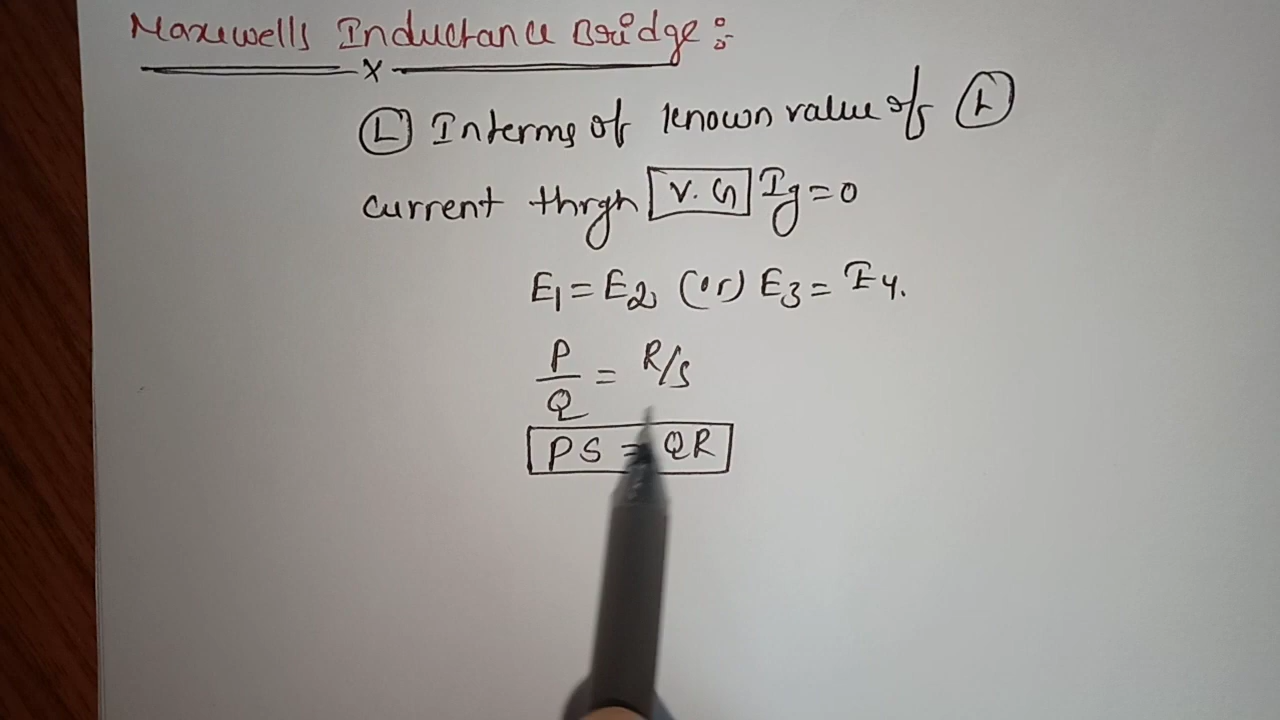 Maxwells Inductance Bridge :-
x
(L) Interms of known value of (L)
current thrgh V.G Ig=0
E1 = E2, (or) E3 = E4.
P/Q = R/S
PS = QR